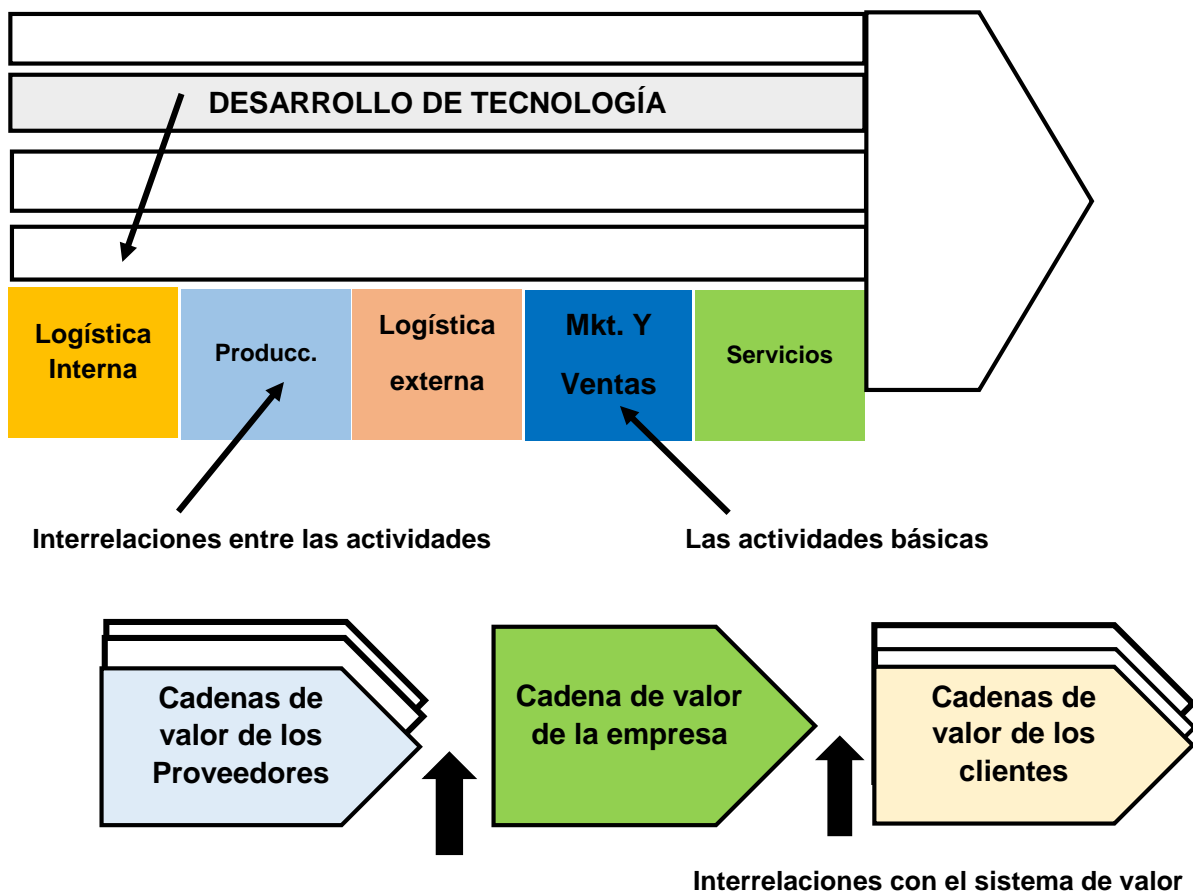 DESARROLLO DE TECNOLOGÍA
Logística
Interna
Producc.
Logística
externa
Mkt. Y
Ventas
Servicios
Interrelaciones entre las actividades
Las actividades básicas
Cadenas de
valor de los
Proveedores
Cadena de valor
de la empresa
Cadenas de
valor de los
clientes
Interrelaciones con el sistema de valor